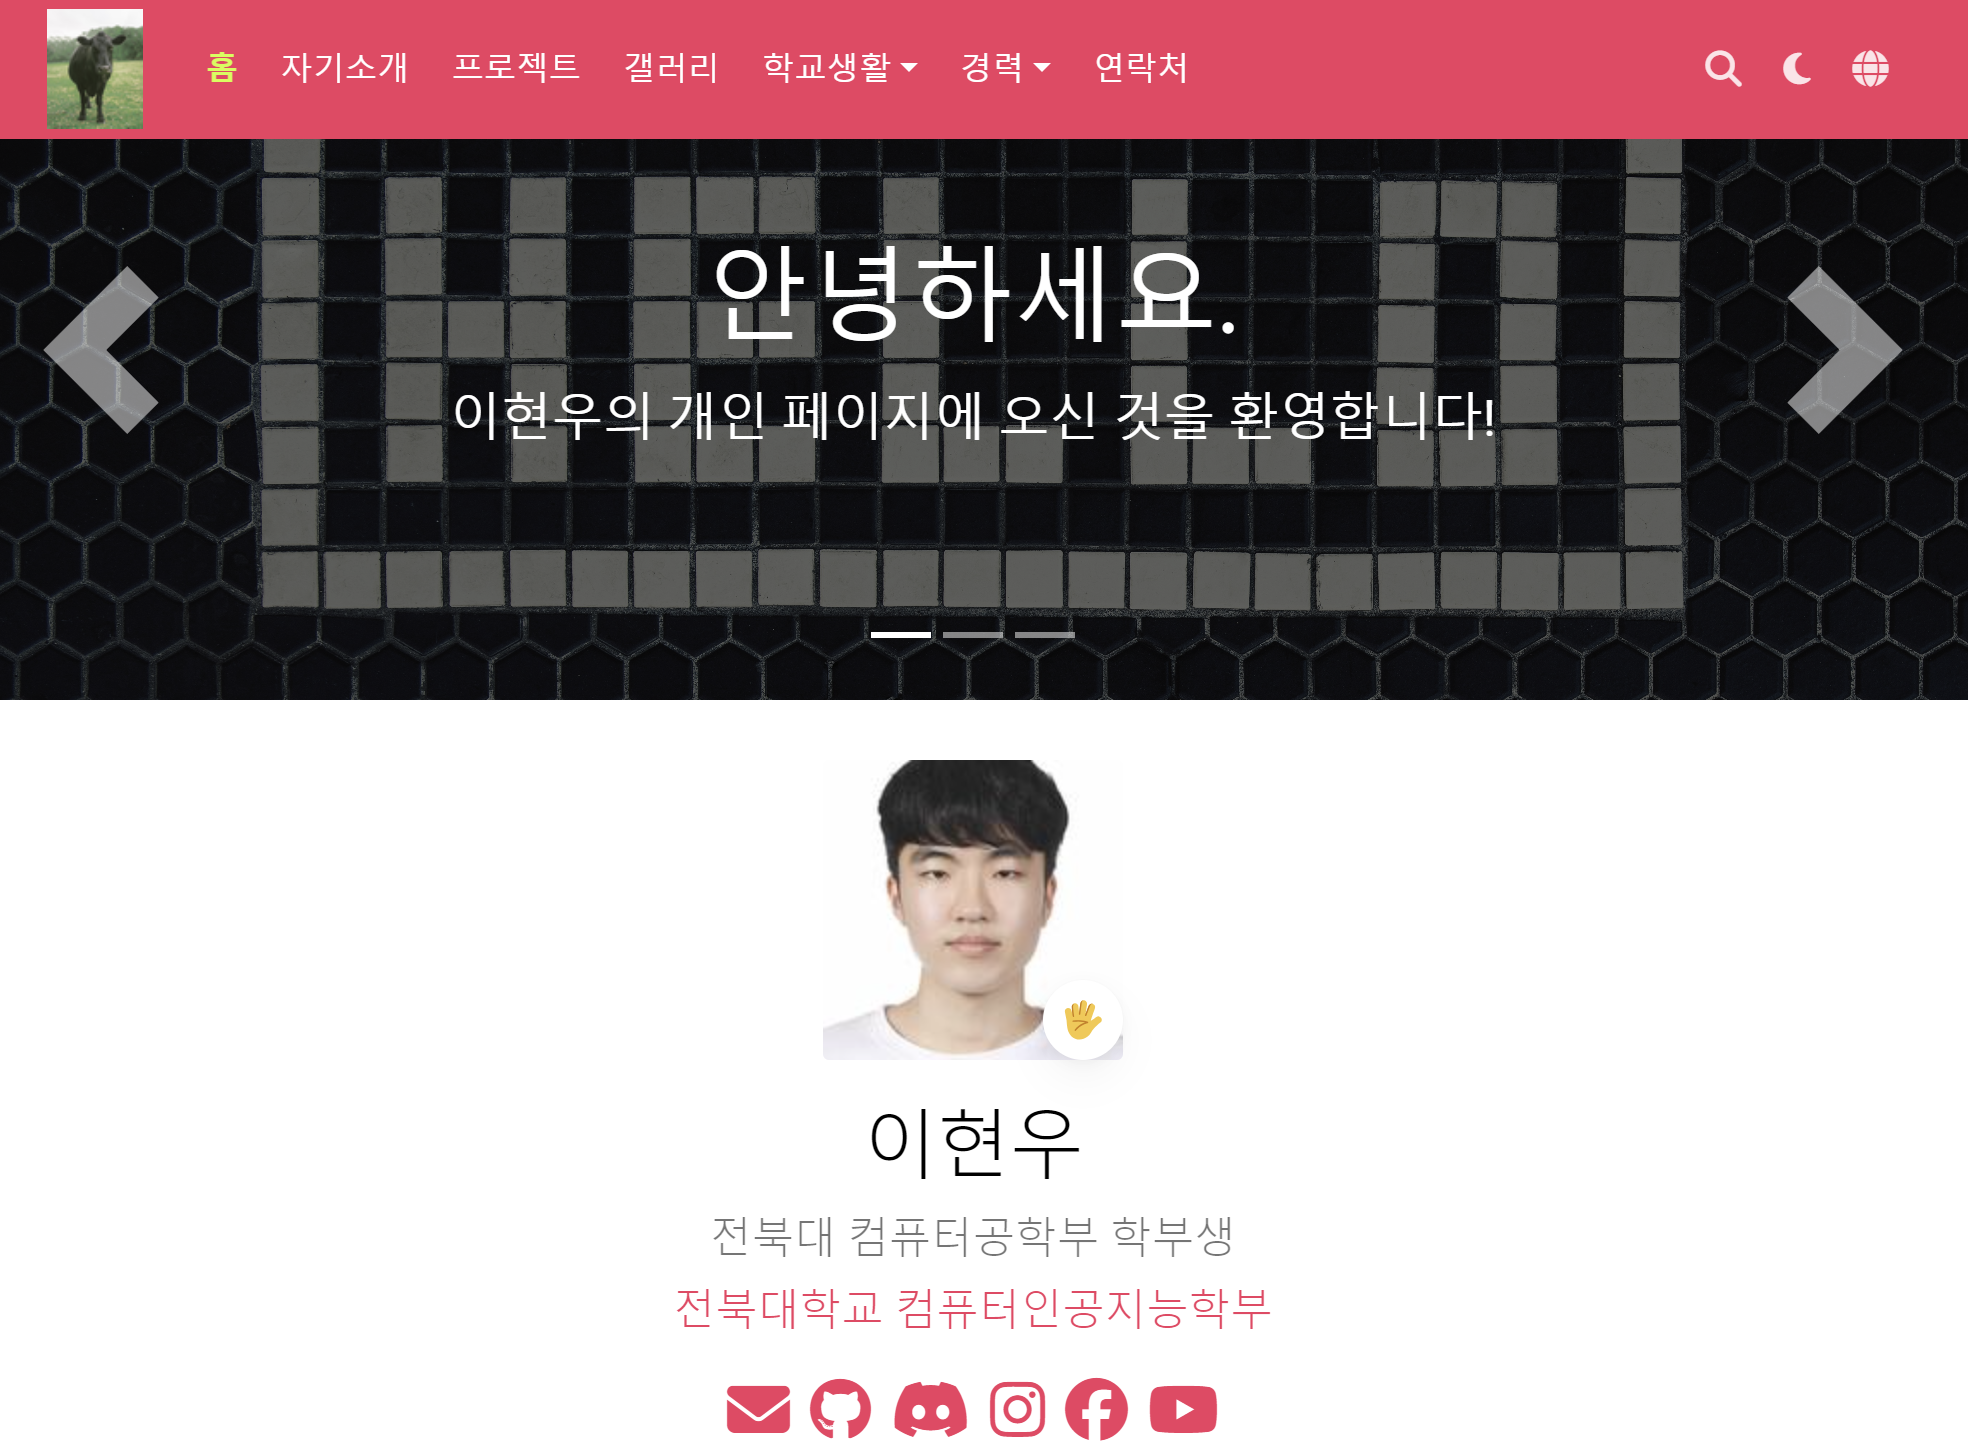 홈 자기소개 프로젝트 갤러리 학교생활 경력 연락처
안녕하세요.
이현우의 개인 페이지에 오신 것을 환영합니다!
이현우
전북대 컴퓨터공학부 학부생
전북대학교 컴퓨터인공지능학부